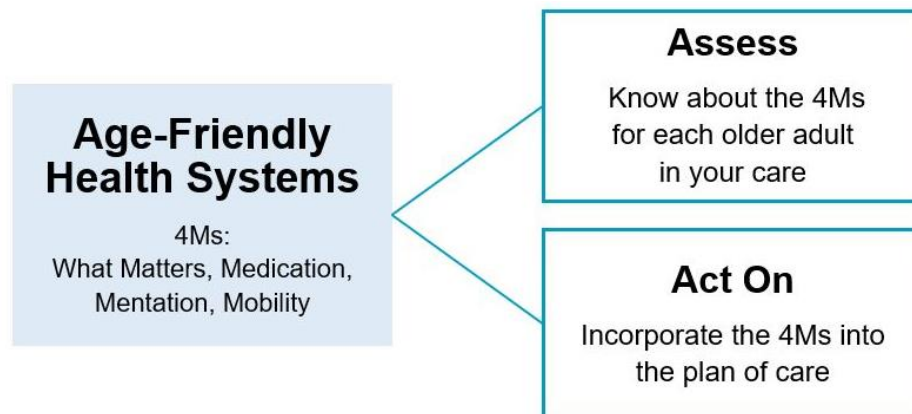 Age-Friendly
Health Systems
4Ms:
What Matters, Medication,
Mentation, Mobility
Assess
Know about the 4Ms
for each older adult
in your care
Act On
Incorporate the 4Ms into
the plan of care